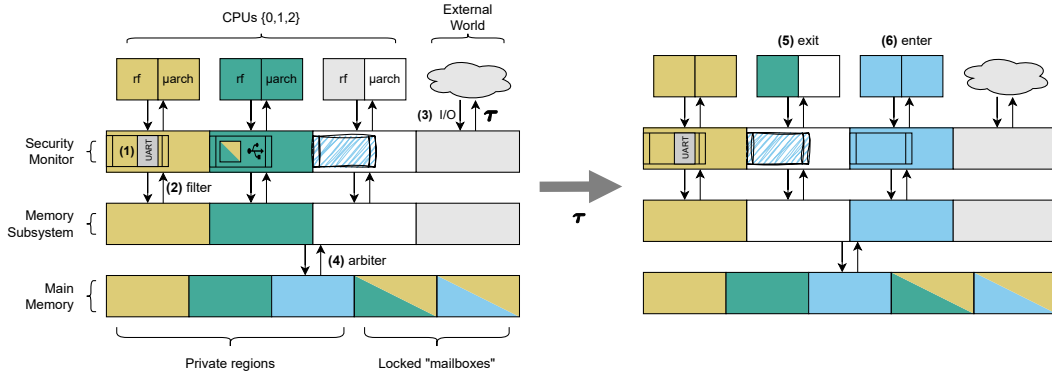 CPUs {0,1,2}
External
World
(5) exit
(6) enter
rf
μarch
rf
μarch
rf
μarch
(3) I/O
τ
Security
Monitor
(1)
UART
UART
(2) filter
Memory
Subsystem
τ
(4) arbiter
Main
Memory
Private regions
Locked "mailboxes"